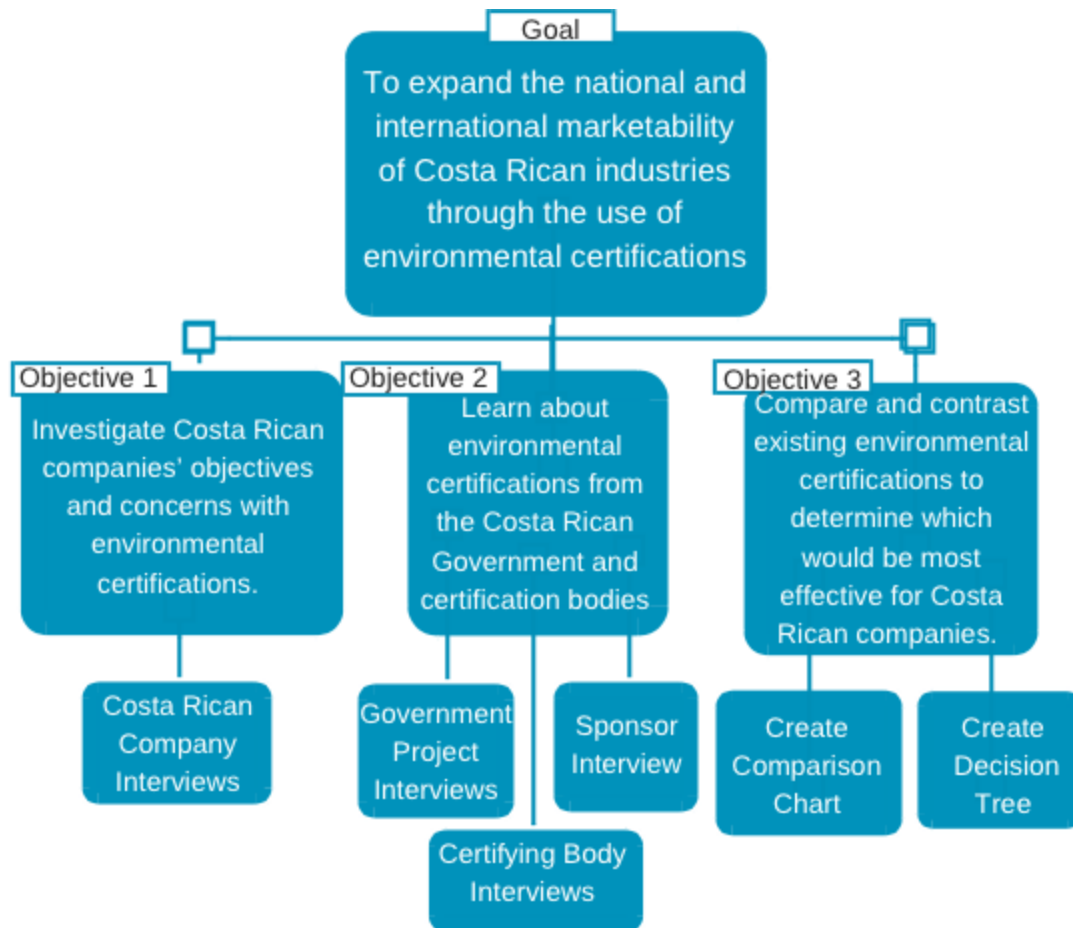 Goal
To expand the national and
international marketability
of Costa Rican industries
through the use of
environmental certifications
Objective 1
Investigate Costa Rican
companies' objectives
and concerns with
environmental
certifications.
Objective 2
Learn about
environmental
certifications from
the Costa Rican
Government and
certification bodies
Objective 3
Compare and contrast
existing environmental
certifications to
determine which
would be most
effective for Costa
Rican companies.
Costa Rican
Company
Interviews
Government
Project
Interviews
Sponsor
Interview
Certifying Body
Interviews
Create
Comparison
Chart
Create
Decision
Tree